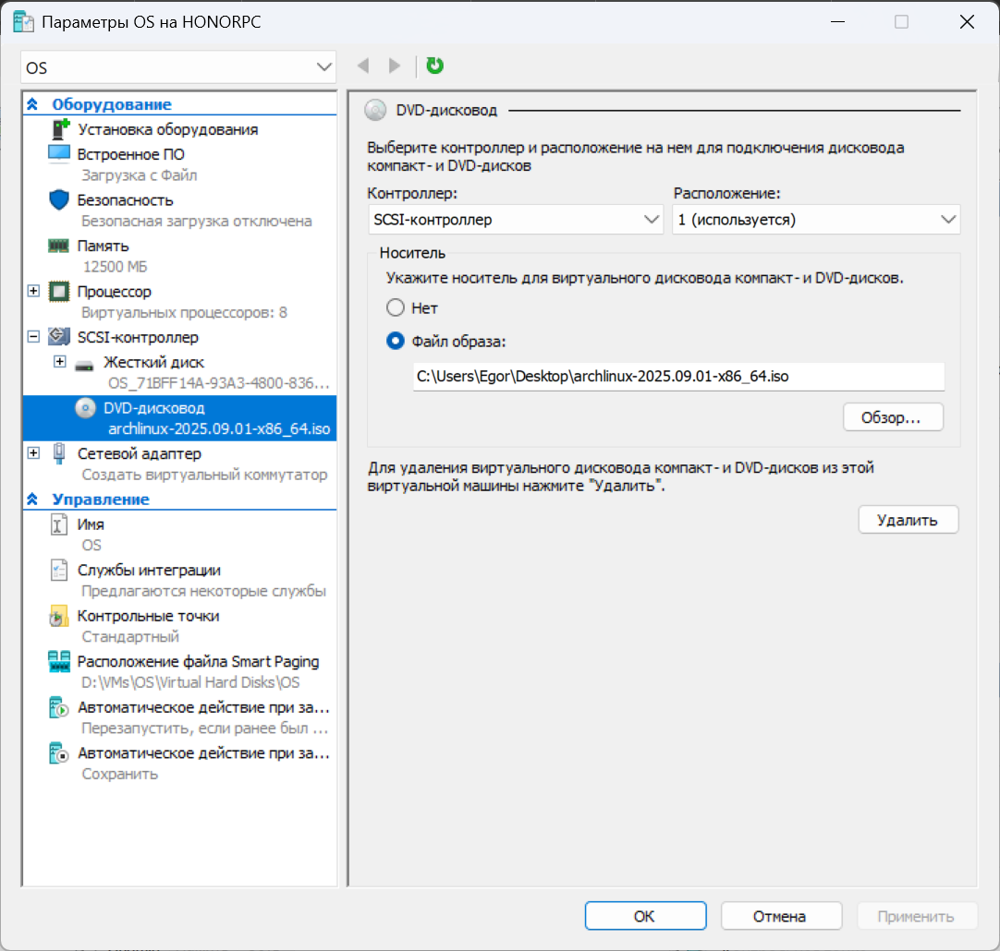 Параметры OS на HONORPC
OS
Оборудование
Установка оборудования
Встроенное ПО
Загрузка с Файл
Безопасность
Безопасная загрузка отключена
Память
12500 МБ
Процессор
Виртуальных процессоров: 8
SCSI-контроллер
Жесткий диск
OS_71BFF14A-93A3-4800-836...
DVD-дисковод
archlinux-2025.09.01-x86_64.iso
Сетевой адаптер
Создать виртуальный коммутатор
Управление
Имя
OS
Службы интеграции
Предлагаются некоторые службы
Контрольные точки
Стандартный
Расположение файла Smart Paging
D:\VMs\OS\Virtual Hard Disks\OS
Автоматическое действие при за...
Перезапустить, если ранее был ...
Автоматическое действие при за...
Сохранить
DVD-дисковод
Выберите контроллер и расположение на нем для подключения дисковода
компакт- и DVD-дисков
Контроллер:
Расположение:
SCSI-контроллер
1 (используется)
Носитель
Укажите носитель для виртуального дисковода компакт- и DVD-дисков.
Нет
Файл образа:
C:\Users\Egor\Desktop\archlinux-2025.09.01-x86_64.iso
Обзор...
Для удаления виртуального дисковода компакт- и DVD-дисков из этой
виртуальной машины нажмите "Удалить".
Удалить
ОК
Отмена
Применить